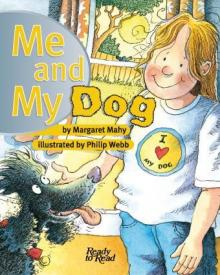 Me
and
My Dog
by Margaret Mahy
illustrated by Philip Webb
I
MY DOG
Ready to Read